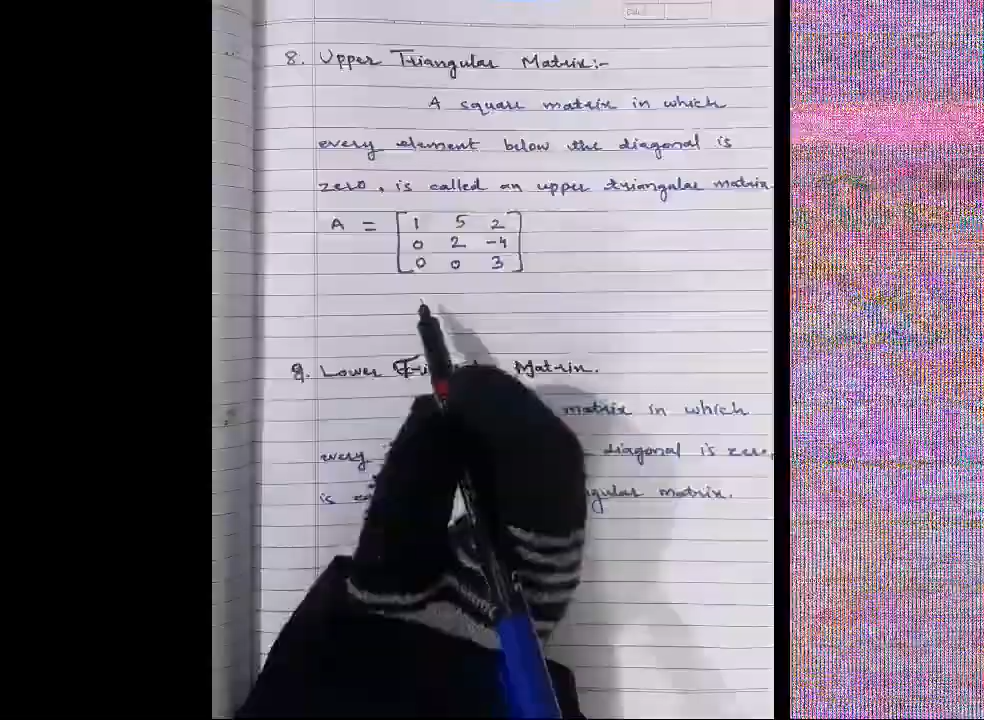 8. Upper Triangular Matrix:-
A square matrix in which
every element below the diagonal is
zero, is called an upper triangular matrix
A = [ 1 5 2
0 2 -4
0 0 3 ]
9. Lower Matrix.
matrix in which
every diagonal is zero,
is matrix.